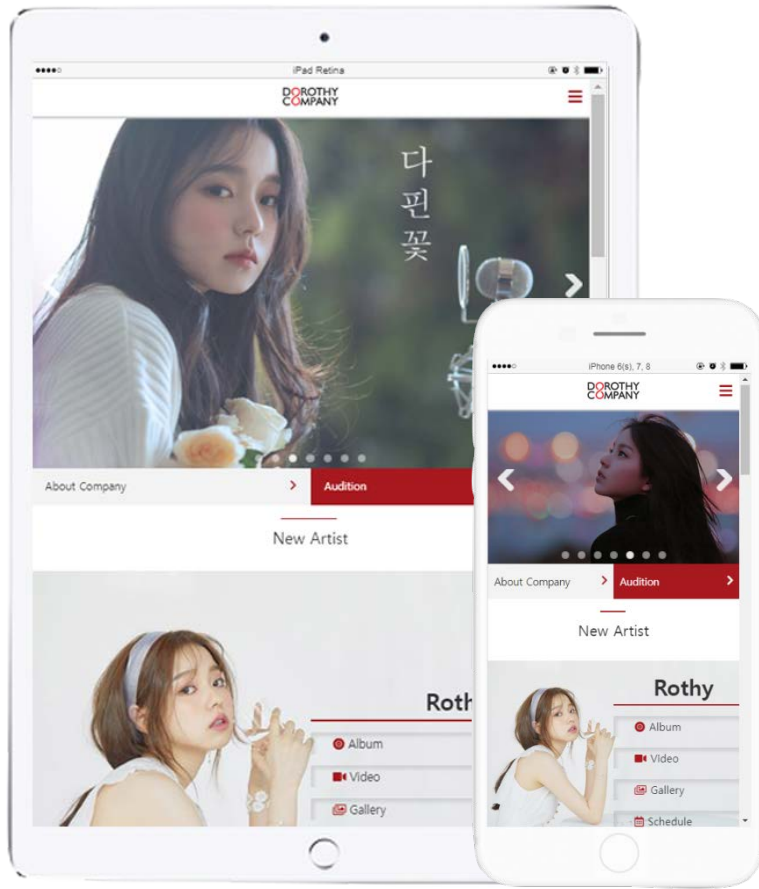 iPad Retina
DOROTHY
COMPANY
다
핀
꽃
About Company
Audition
New Artist
Roth
Album
Video
Gallery
iPhone 6(s), 7, 8
DOROTHY
COMPANY
About Company
Audition
New Artist
Rothy
Album
Video
Gallery
Schedule